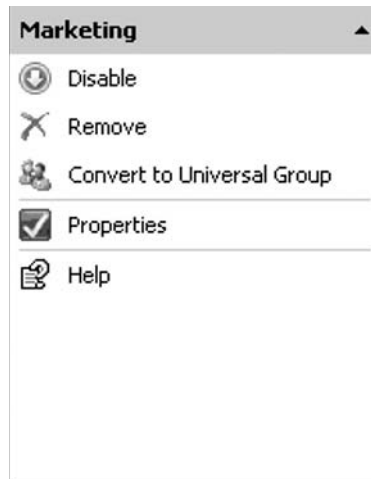 Marketing
Disable
Remove
Convert to Universal Group
Properties
Help